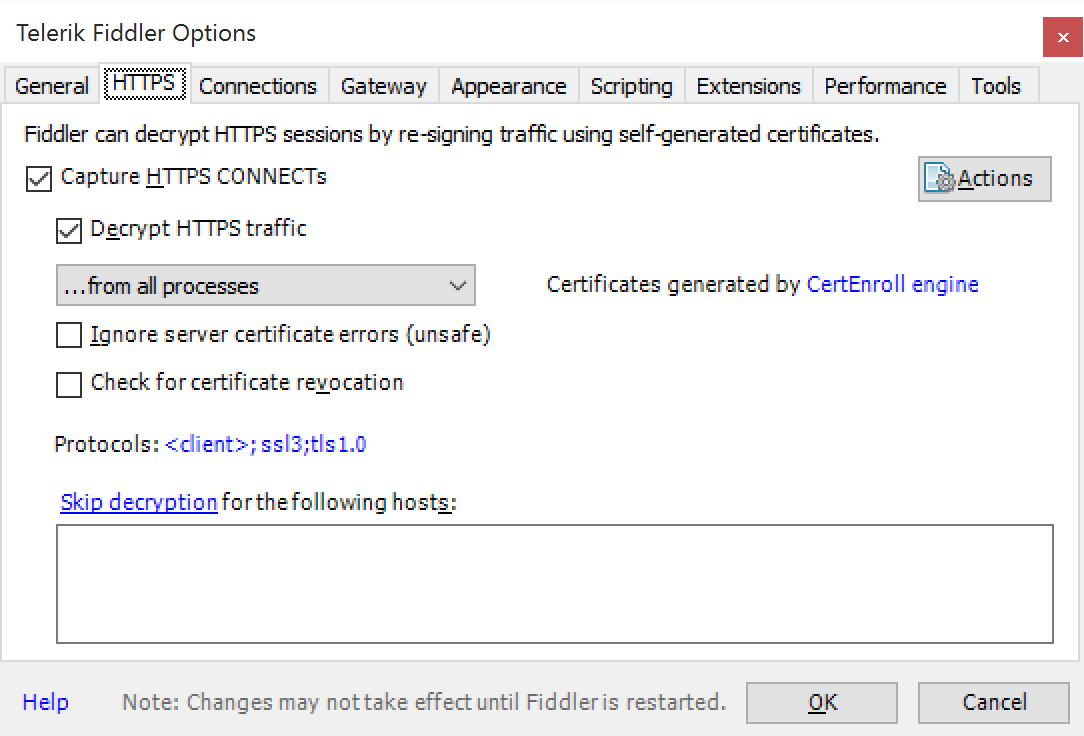 Telerik Fiddler Options
General HTTPS Connections Gateway Appearance Scripting Extensions Performance Tools
Fiddler can decrypt HTTPS sessions by re-signing traffic using self-generated certificates.
Capture HTTPS CONNECTs
Actions
Decrypt HTTPS traffic
...from all processes
Certificates generated by CertEnroll engine
Ignore server certificate errors (unsafe)
Check for certificate revocation
Protocols: <client>; ssl3;tls1.0
Skip decryption for the following hosts:
Help
Note: Changes may not take effect until Fiddler is restarted.
OK
Cancel